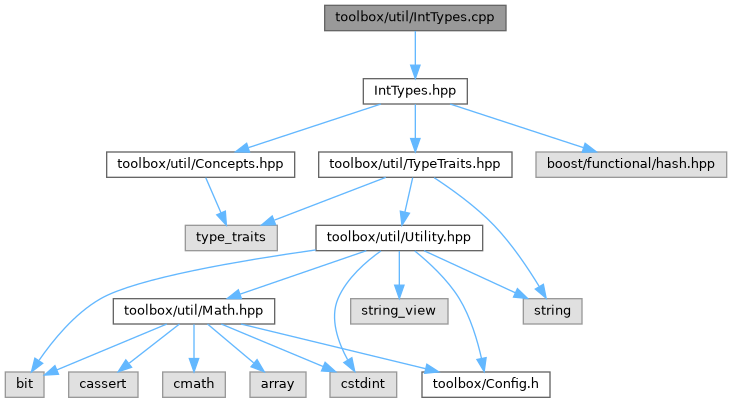 toolbox/util/IntTypes.cpp
IntTypes.hpp
toolbox/util/Concepts.hpp
toolbox/util/TypeTraits.hpp
boost/functional/hash.hpp
type_traits
toolbox/util/Utility.hpp
toolbox/util/Math.hpp
string_view
string
bit
cassert
cmath
array
cstdint
toolbox/Config.h